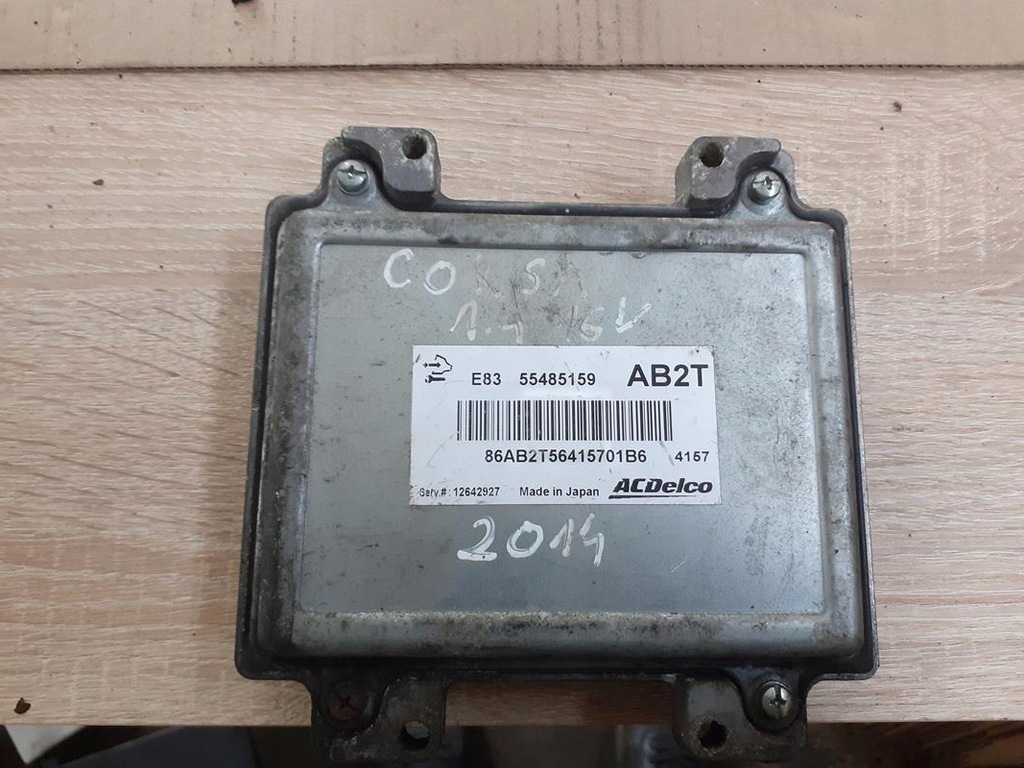 CORSA
1.4 16V
E83 55485159 AB2T
86AB2T56415701B6 4157
Serv.#: 12642927 Made in Japan ACDelco
2014